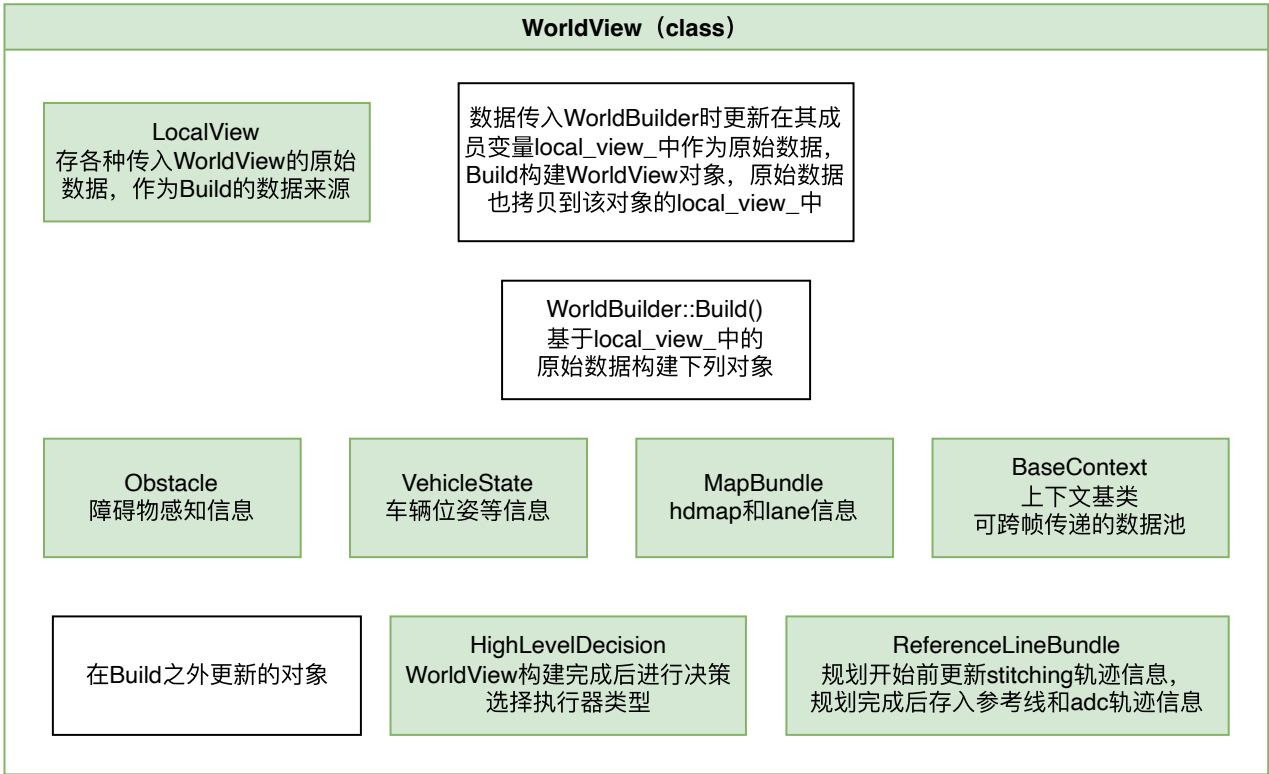 WorldView（class）
LocalView
存各种传入WorldView的原始
数据，作为Build的数据来源
数据传入WorldBuilder时更新在其成
员变量local_view_中作为原始数据，
Build构建WorldView对象，原始数据
也拷贝到该对象的local_view_中
WorldBuilder::Build()
基于local_view_中的
原始数据构建下列对象
Obstacle
障碍物感知信息
VehicleState
车辆位姿等信息
MapBundle
hdmap和lane信息
BaseContext
上下文基类
可跨帧传递的数据池
在Build之外更新的对象
HighLevelDecision
WorldView构建完成后进行决策
选择执行器类型
ReferenceLineBundle
规划开始前更新stitching轨迹信息，
规划完成后存入参考线和adc轨迹信息